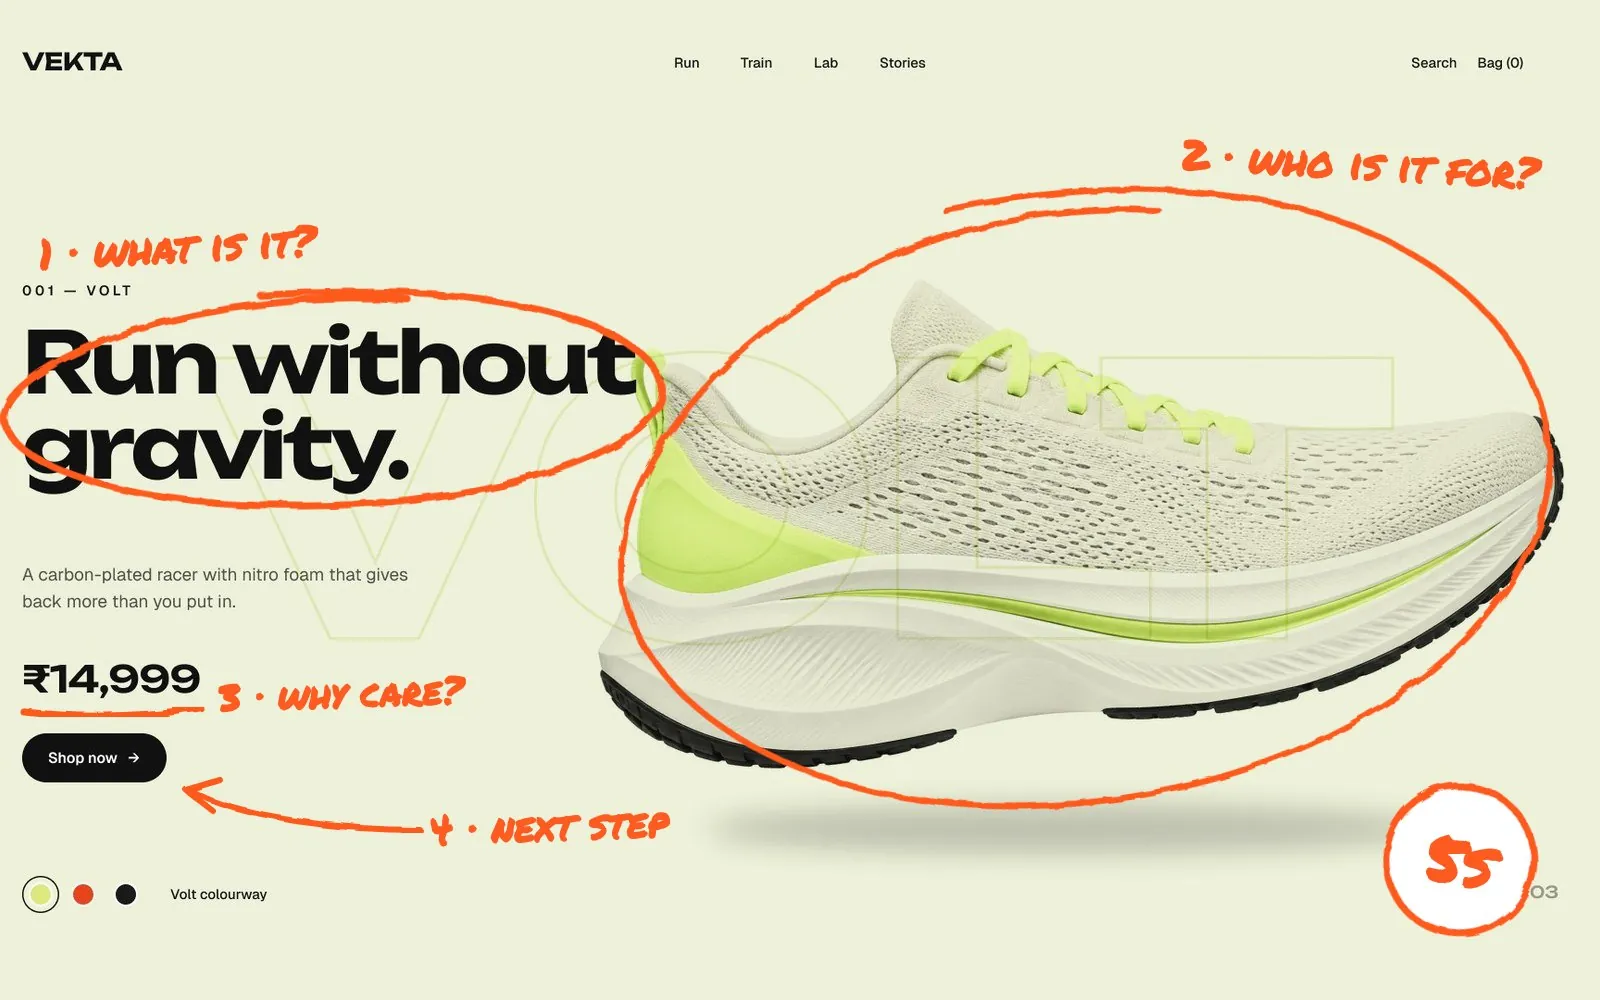 VEKTA
Run Train Lab Stories
Search Bag (0)
2 · WHO IS IT FOR?
1 · WHAT IS IT?
001 — VOLT
Run without
gravity.
VOLT
A carbon-plated racer with nitro foam that gives
back more than you put in.
₹14,999
3 · WHY CARE?
Shop now →
4 · NEXT STEP
55
03
Volt colourway